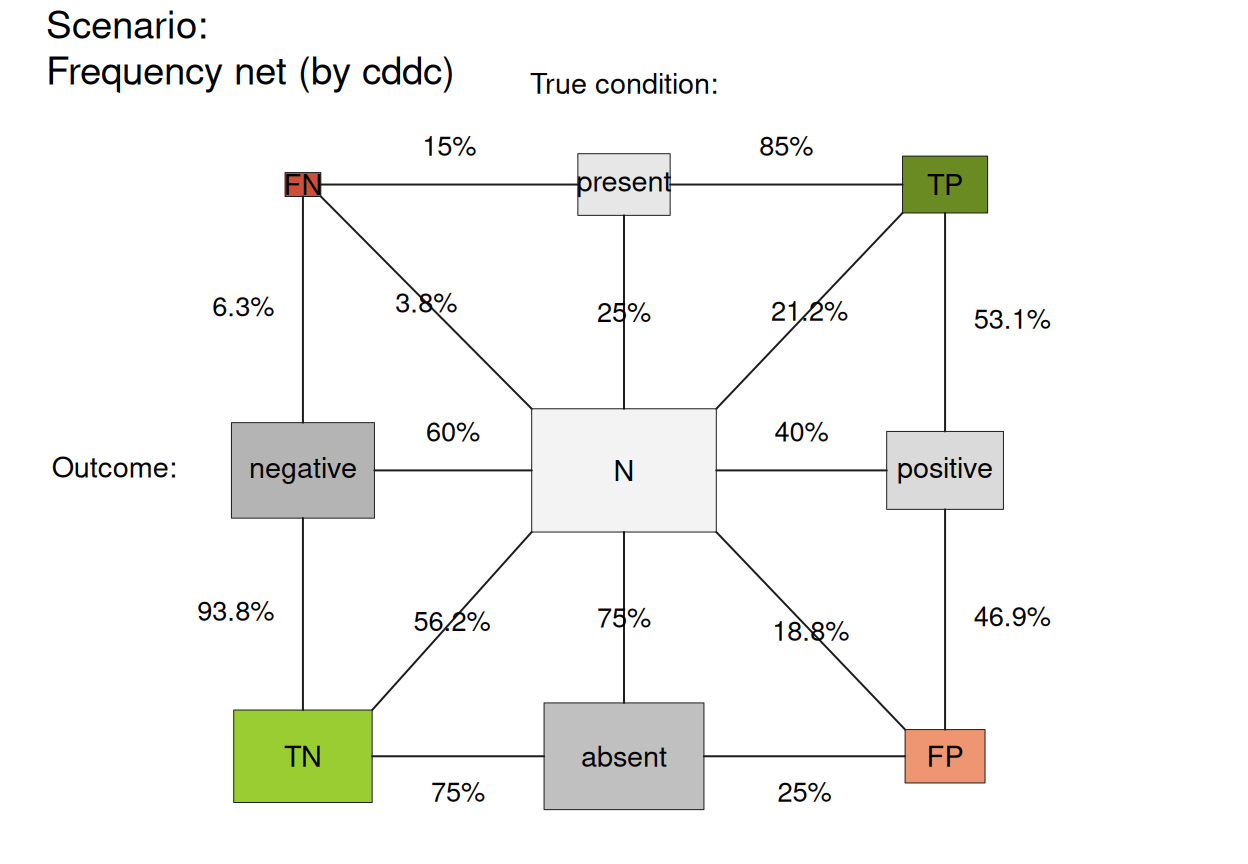 Scenario:
Frequency net (by cddc)
True condition:
15%
85%
FN
present
TP
6.3%
3.8%
25%
21.2%
53.1%
60%
40%
Outcome:
negative
N
positive
93.8%
56.2%
75%
18.8%
46.9%
TN
absent
FP
75%
25%